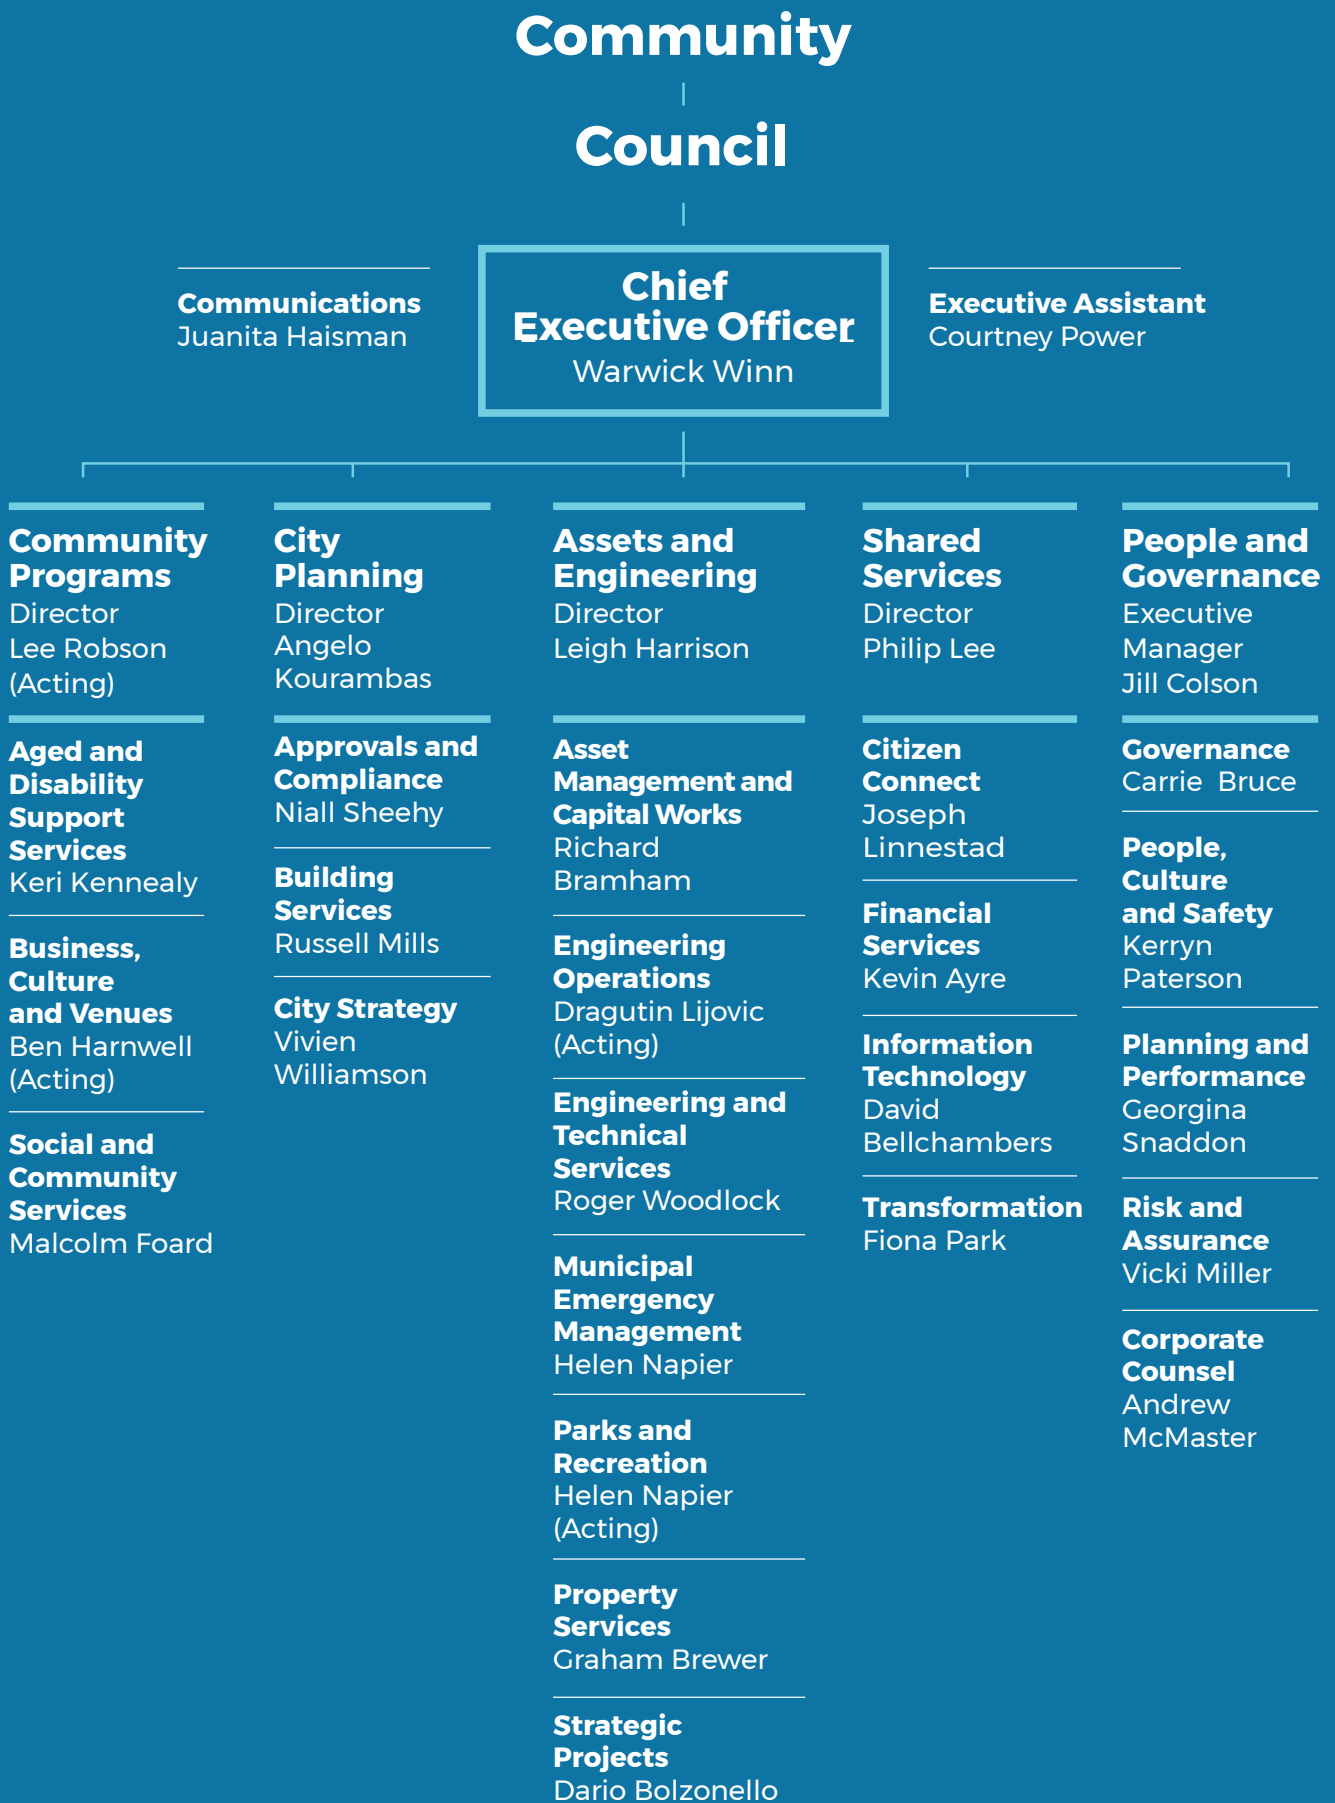 Community
Council
Communications
Juanita Haisman
Chief
Executive Officer
Warwick Winn
Executive Assistant
Courtney Power
Community
Programs
Director
Lee Robson
(Acting)
Aged and
Disability
Support
Services
Keri Kennealy
Business,
Culture
and Venues
Ben Harnwell
(Acting)
Social and
Community
Services
Malcolm Foard
City
Planning
Director
Angelo
Kourambas
Approvals and
Compliance
Niall Sheehy
Building
Services
Russell Mills
City Strategy
Vivien
Williamson
Assets and
Engineering
Director
Leigh Harrison
Asset
Management and
Capital Works
Richard
Bramham
Engineering
Operations
Dragutin Lijovic
(Acting)
Engineering and
Technical
Services
Roger Woodlock
Municipal
Emergency
Management
Helen Napier
Parks and
Recreation
Helen Napier
(Acting)
Property
Services
Graham Brewer
Strategic
Projects
Dario Bolzonello
Shared
Services
Director
Philip Lee
Citizen
Connect
Joseph
Linnestad
Financial
Services
Kevin Ayre
Information
Technology
David
Bellchambers
Transformation
Fiona Park
People and
Governance
Executive
Manager
Jill Colson
Governance
Carrie Bruce
People,
Culture
and Safety
Kerryn
Paterson
Planning and
Performance
Georgina
Snaddon
Risk and
Assurance
Vicki Miller
Corporate
Counsel
Andrew
McMaster